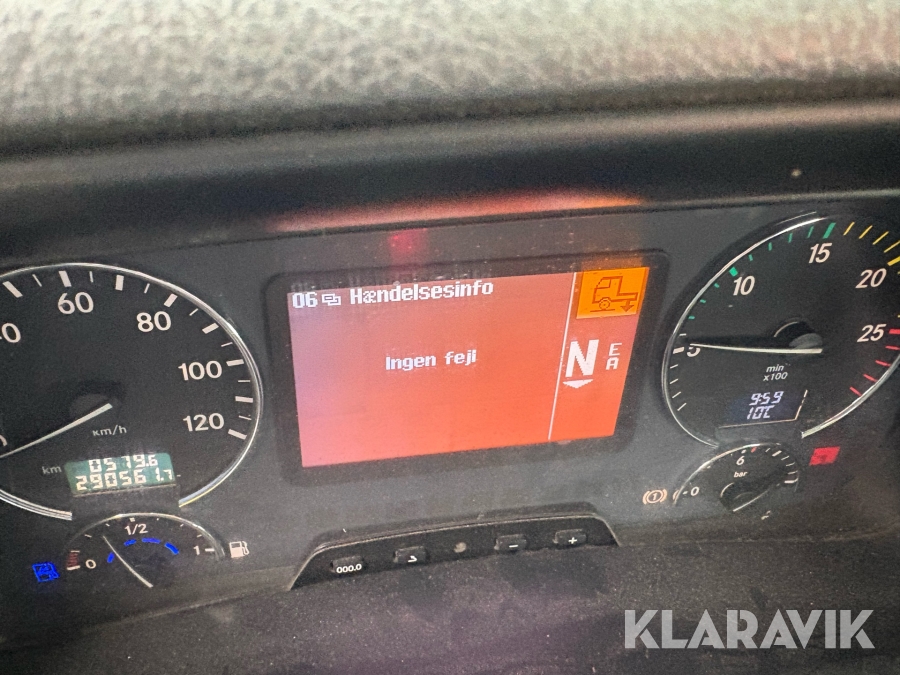 06 Hændelsesinfo
Ingen fejl
N E
A
60
80
100
120
km/h
km
0579.6
290561.7
0 1/2 1
5 10 15 20 25
min
x100
9:59
10C
0 6
bar
000.0
- +
KLARAVIK